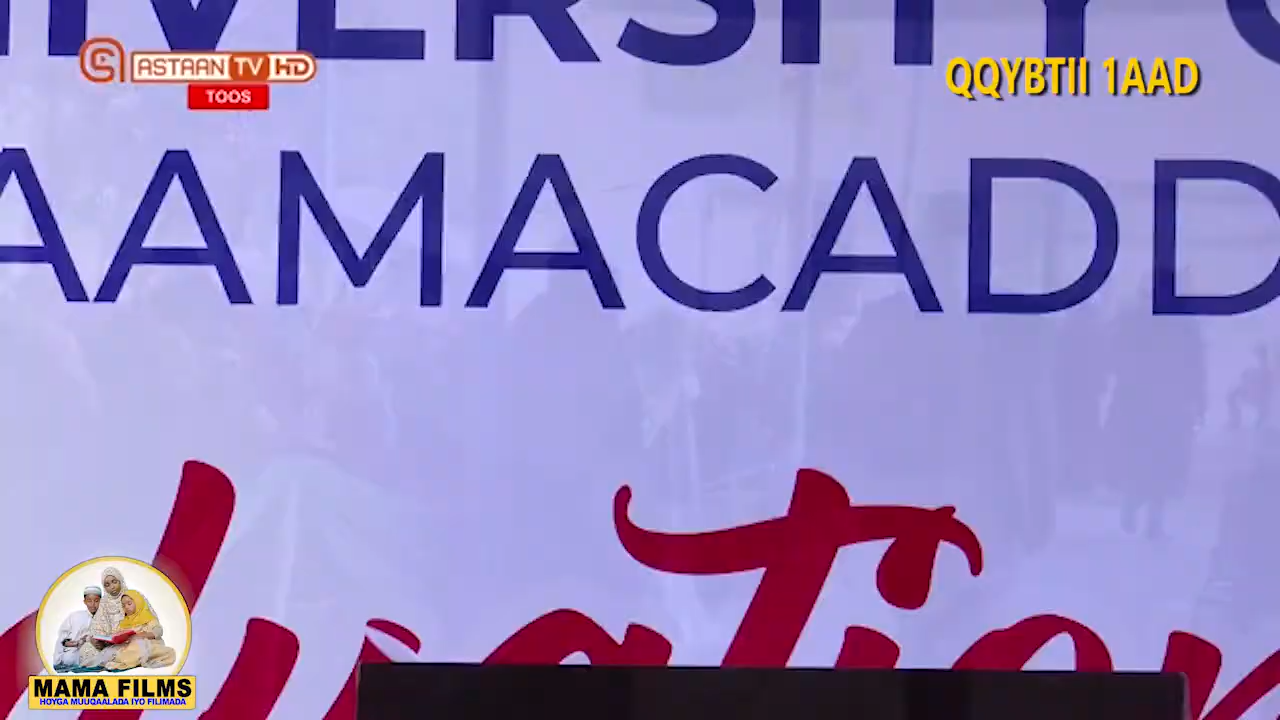 IVERSITY
ASTAAN TV HD
TOOS
QQYBTII 1AAD
AAMACADD
MAMA FILMS
HOYGA MUUQAALADA IYO FILIMADA